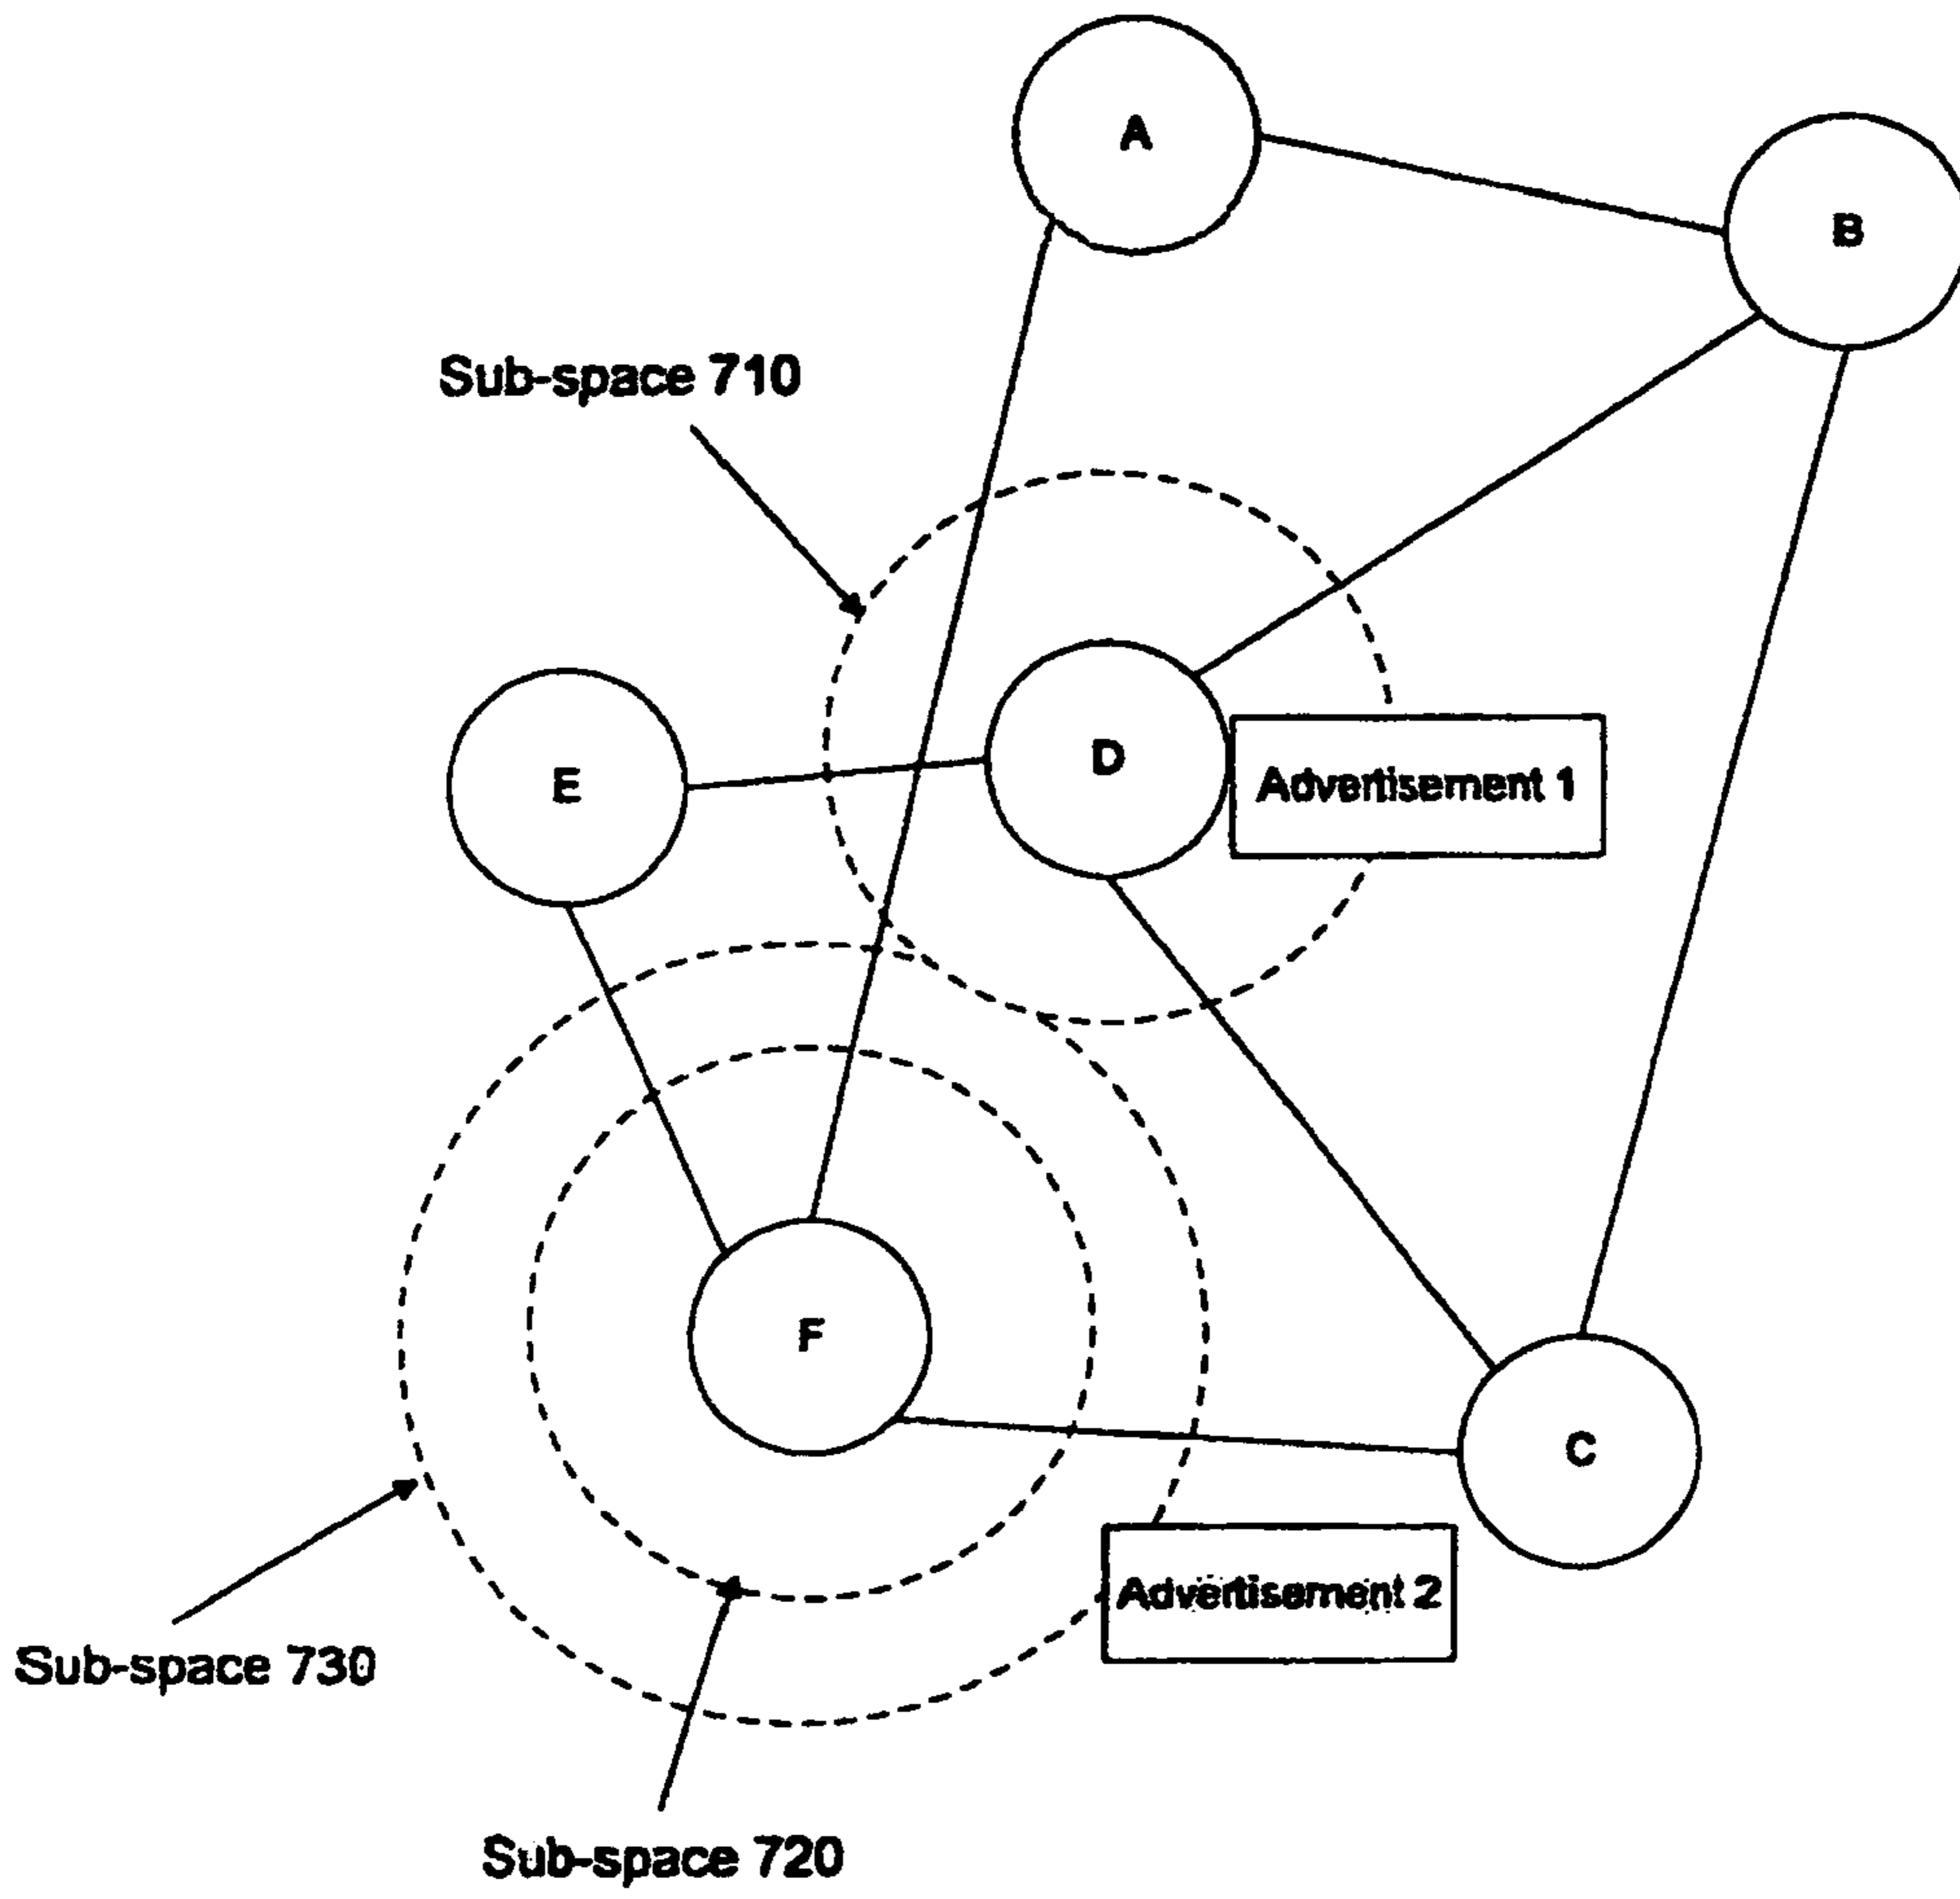 A
B
Sub-space 710
E
D
Advertisement 1
F
C
Advertisement 2
Sub-space 730
Sub-space 720